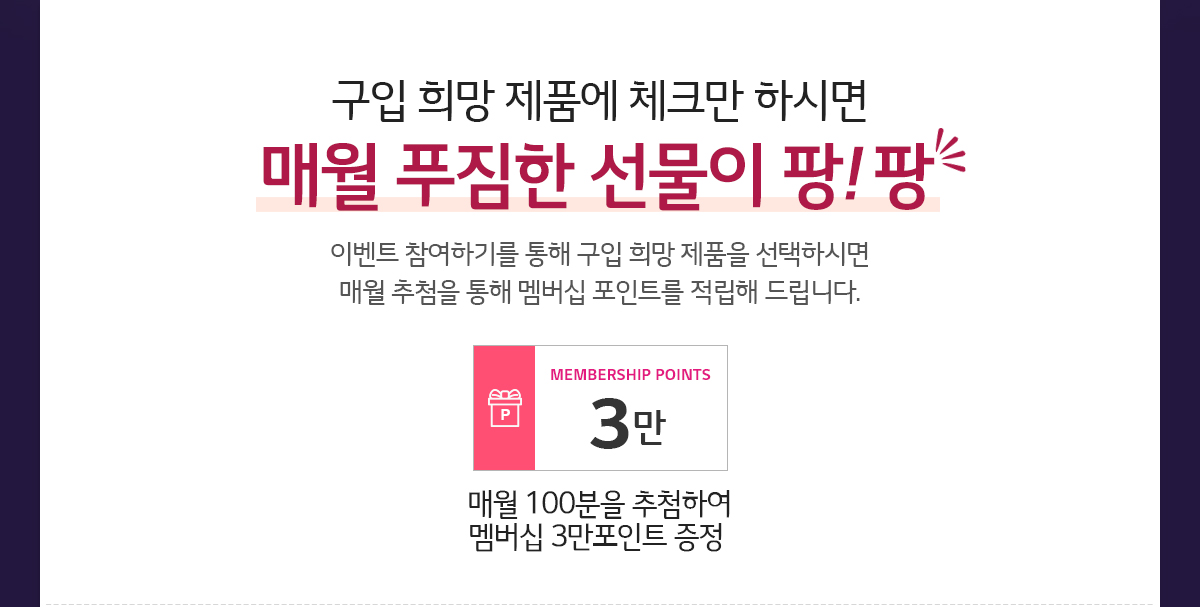 구입 희망 제품에 체크만 하시면
매월 푸짐한 선물이 팡! 팡
이벤트 참여하기를 통해 구입 희망 제품을 선택하시면
매월 추첨을 통해 멤버십 포인트를 적립해 드립니다.
MEMBERSHIP POINTS
P
3만
매월 100분을 추첨하여
멤버십 3만포인트 증정